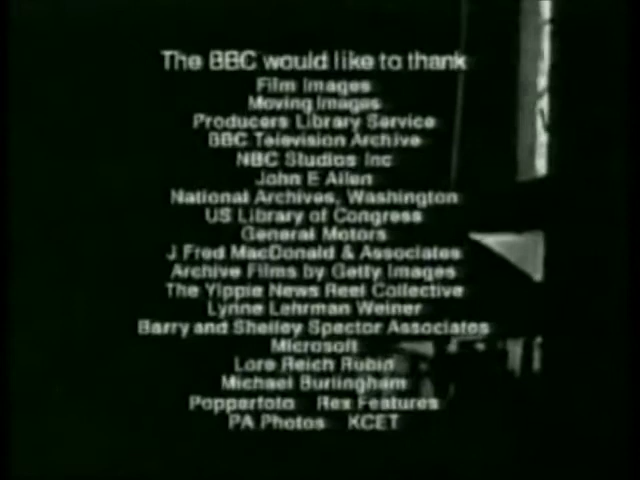 The BBC would like to thank
Film Images
Moving Images
Producers Library Service
BBC Television Archive
NBC Studios Inc
John E Allen
National Archives, Washington
US Library of Congress
General Motors
J Fred MacDonald & Associates
Archive Films by Getty Images
The Yippie News Reel Collective
Lynne Lehrman Weiner
Barry and Shelley Spector Associates
Microsoft
Lore Reich Rubin
Michael Burlingham
Popperfoto Rex Features
PA Photos KCET